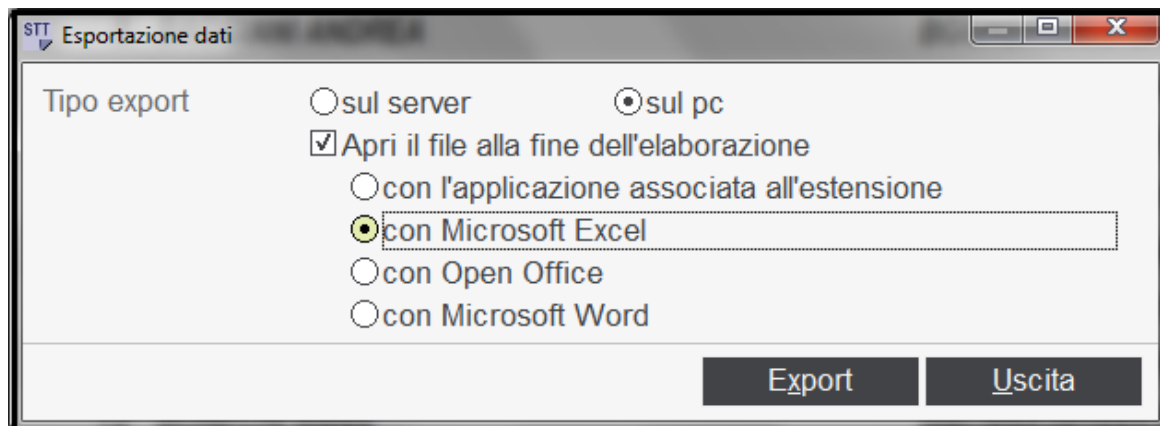 STT Esportazione dati
Tipo export sul server sul pc
Apri il file alla fine dell'elaborazione
con l'applicazione associata all'estensione
con Microsoft Excel
con Open Office
con Microsoft Word
Export Uscita